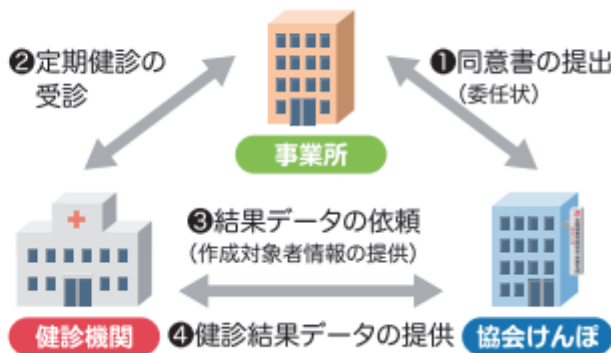 ❷定期健診の
受診
❶同意書の提出
(委任状)
事業所
❸結果データの依頼
(作成対象者情報の提供)
健診機関
❹健診結果データの提供
協会けんぽ